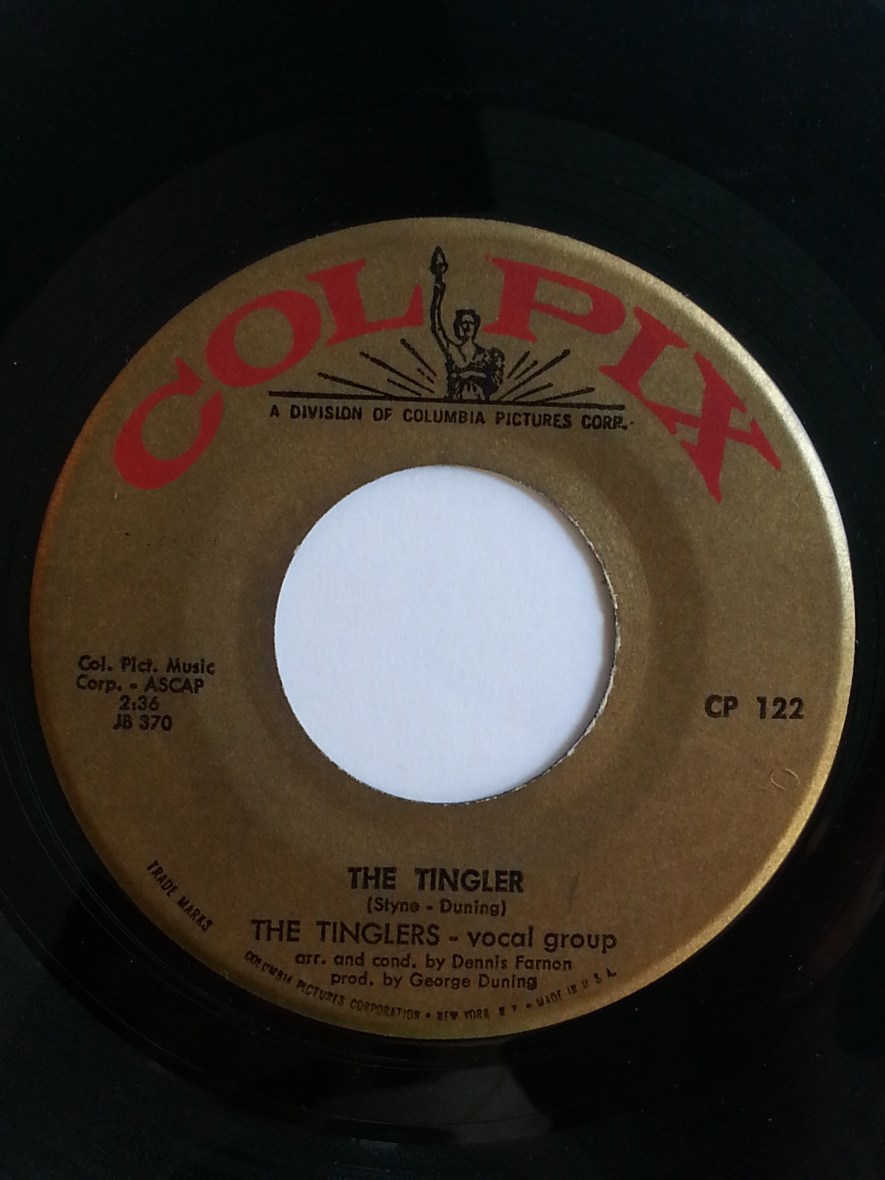 COLPIX
A DIVISION OF COLUMBIA PICTURES CORP.
Col. Pict. Music
Corp. - ASCAP
2:36
JB 370
CP 122
THE TINGLER
(Styne - Duning)
THE TINGLERS - vocal group
arr. and cond. by Dennis Farnon
prod. by George Duning
TRADE MARKS
COLUMBIA PICTURES CORPORATION • NEW YORK N Y • MADE IN U S A